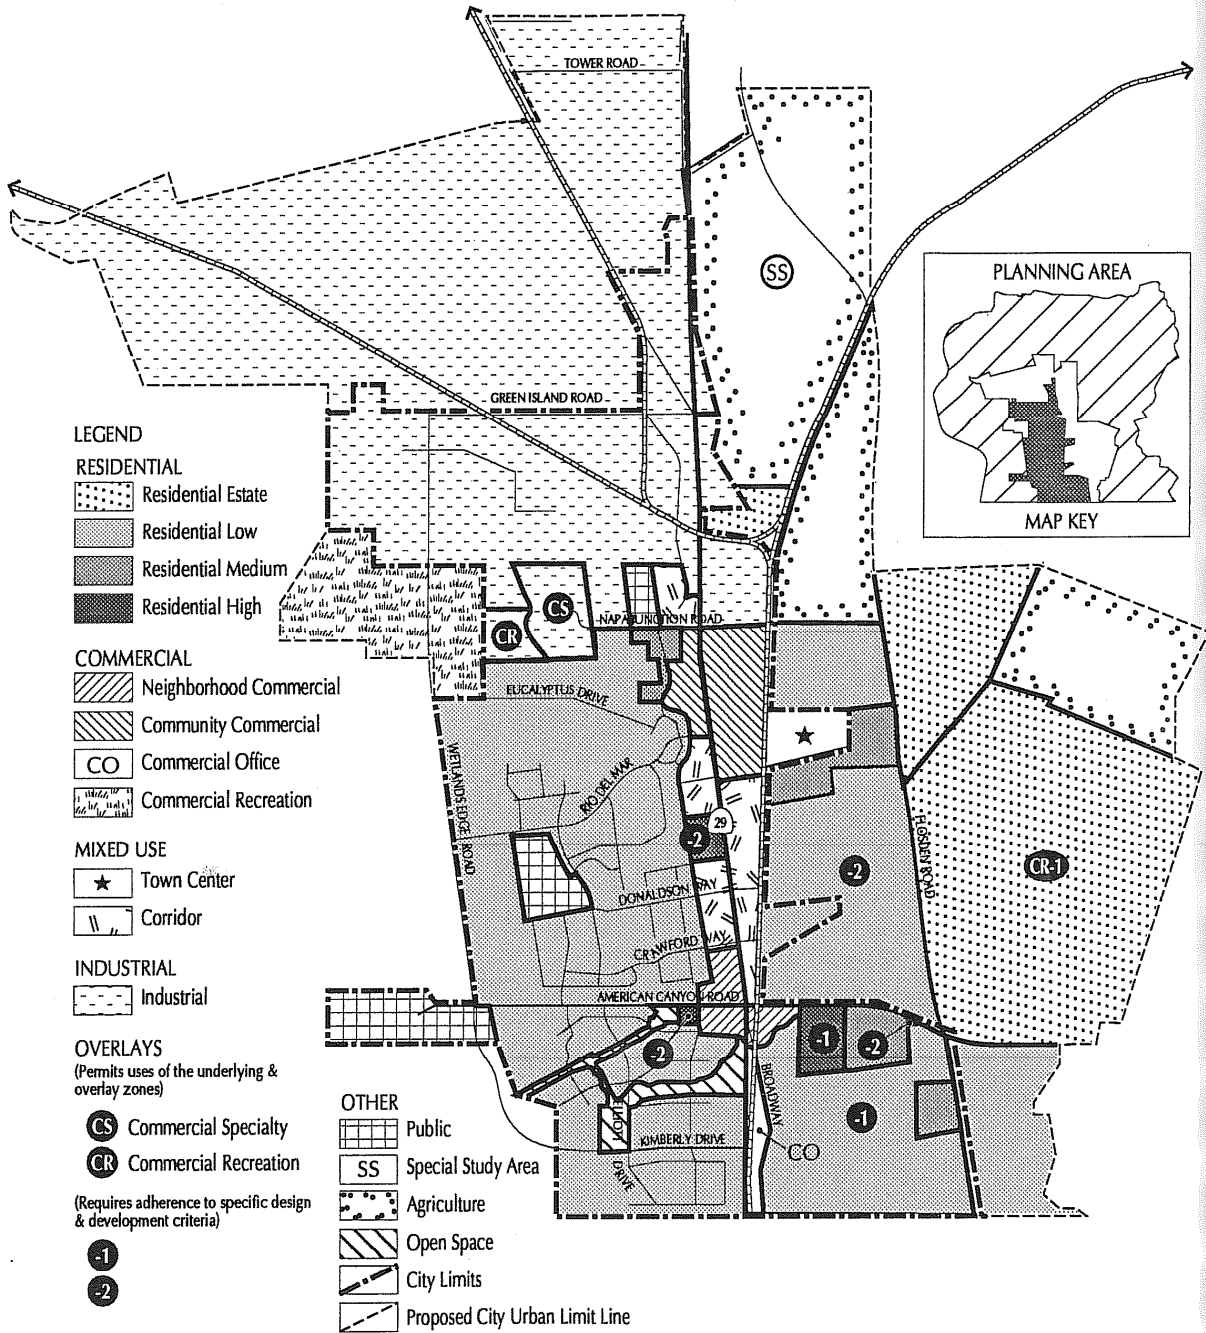 TOWER ROAD
SS
PLANNING AREA
MAP KEY
GREEN ISLAND ROAD
LEGEND
RESIDENTIAL
Residential Estate
Residential Low
Residential Medium
Residential High
COMMERCIAL
Neighborhood Commercial
Community Commercial
CO Commercial Office
Commercial Recreation
MIXED USE
Town Center
Corridor
INDUSTRIAL
Industrial
OVERLAYS
(Permits uses of the underlying &
overlay zones)
CS Commercial Specialty
CR Commercial Recreation
(Requires adherence to specific design
& development criteria)
-1
-2
OTHER
Public
SS Special Study Area
Agriculture
Open Space
City Limits
Proposed City Urban Limit Line
CS
CR
NAPA JUNCTION ROAD
EUCALYPTUS DRIVE
WETLANDS EDGE ROAD
RIO DEL MAR
29
-2
-2
FLOSDEN ROAD
CR-1
DONALDSON WAY
CRAWFORD WAY
AMERICAN CANYON ROAD
-2
-1
-2
-1
BROADWAY
CO
ELLIOTT
DRIVE
KIMBERLY DRIVE